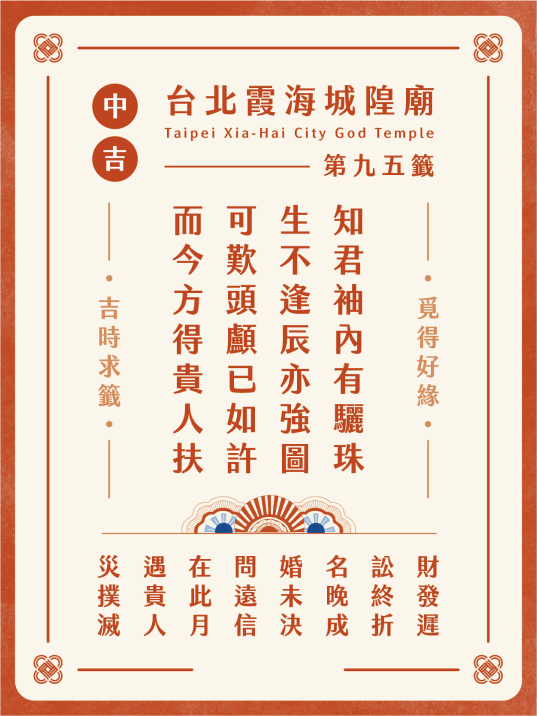 中吉
台北霞海城隍廟
Taipei Xia-Hai City God Temple
第九五籤
覓得好緣
知君袖內有驪珠
生不逢辰亦強圖
可歎頭顱已如許
而今方得貴人扶
吉時求籤
財發遲
訟終折
名晚成
婚未決
問遠信
在此月
遇貴人
災撲滅